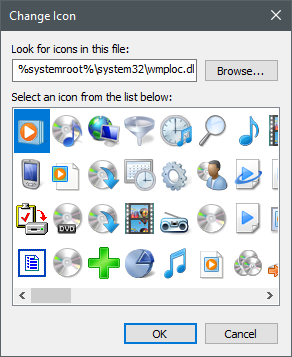 Change Icon
Look for icons in this file:
%systemroot%\system32\wmploc.dl
Browse...
Select an icon from the list below:
DVD
OK
Cancel